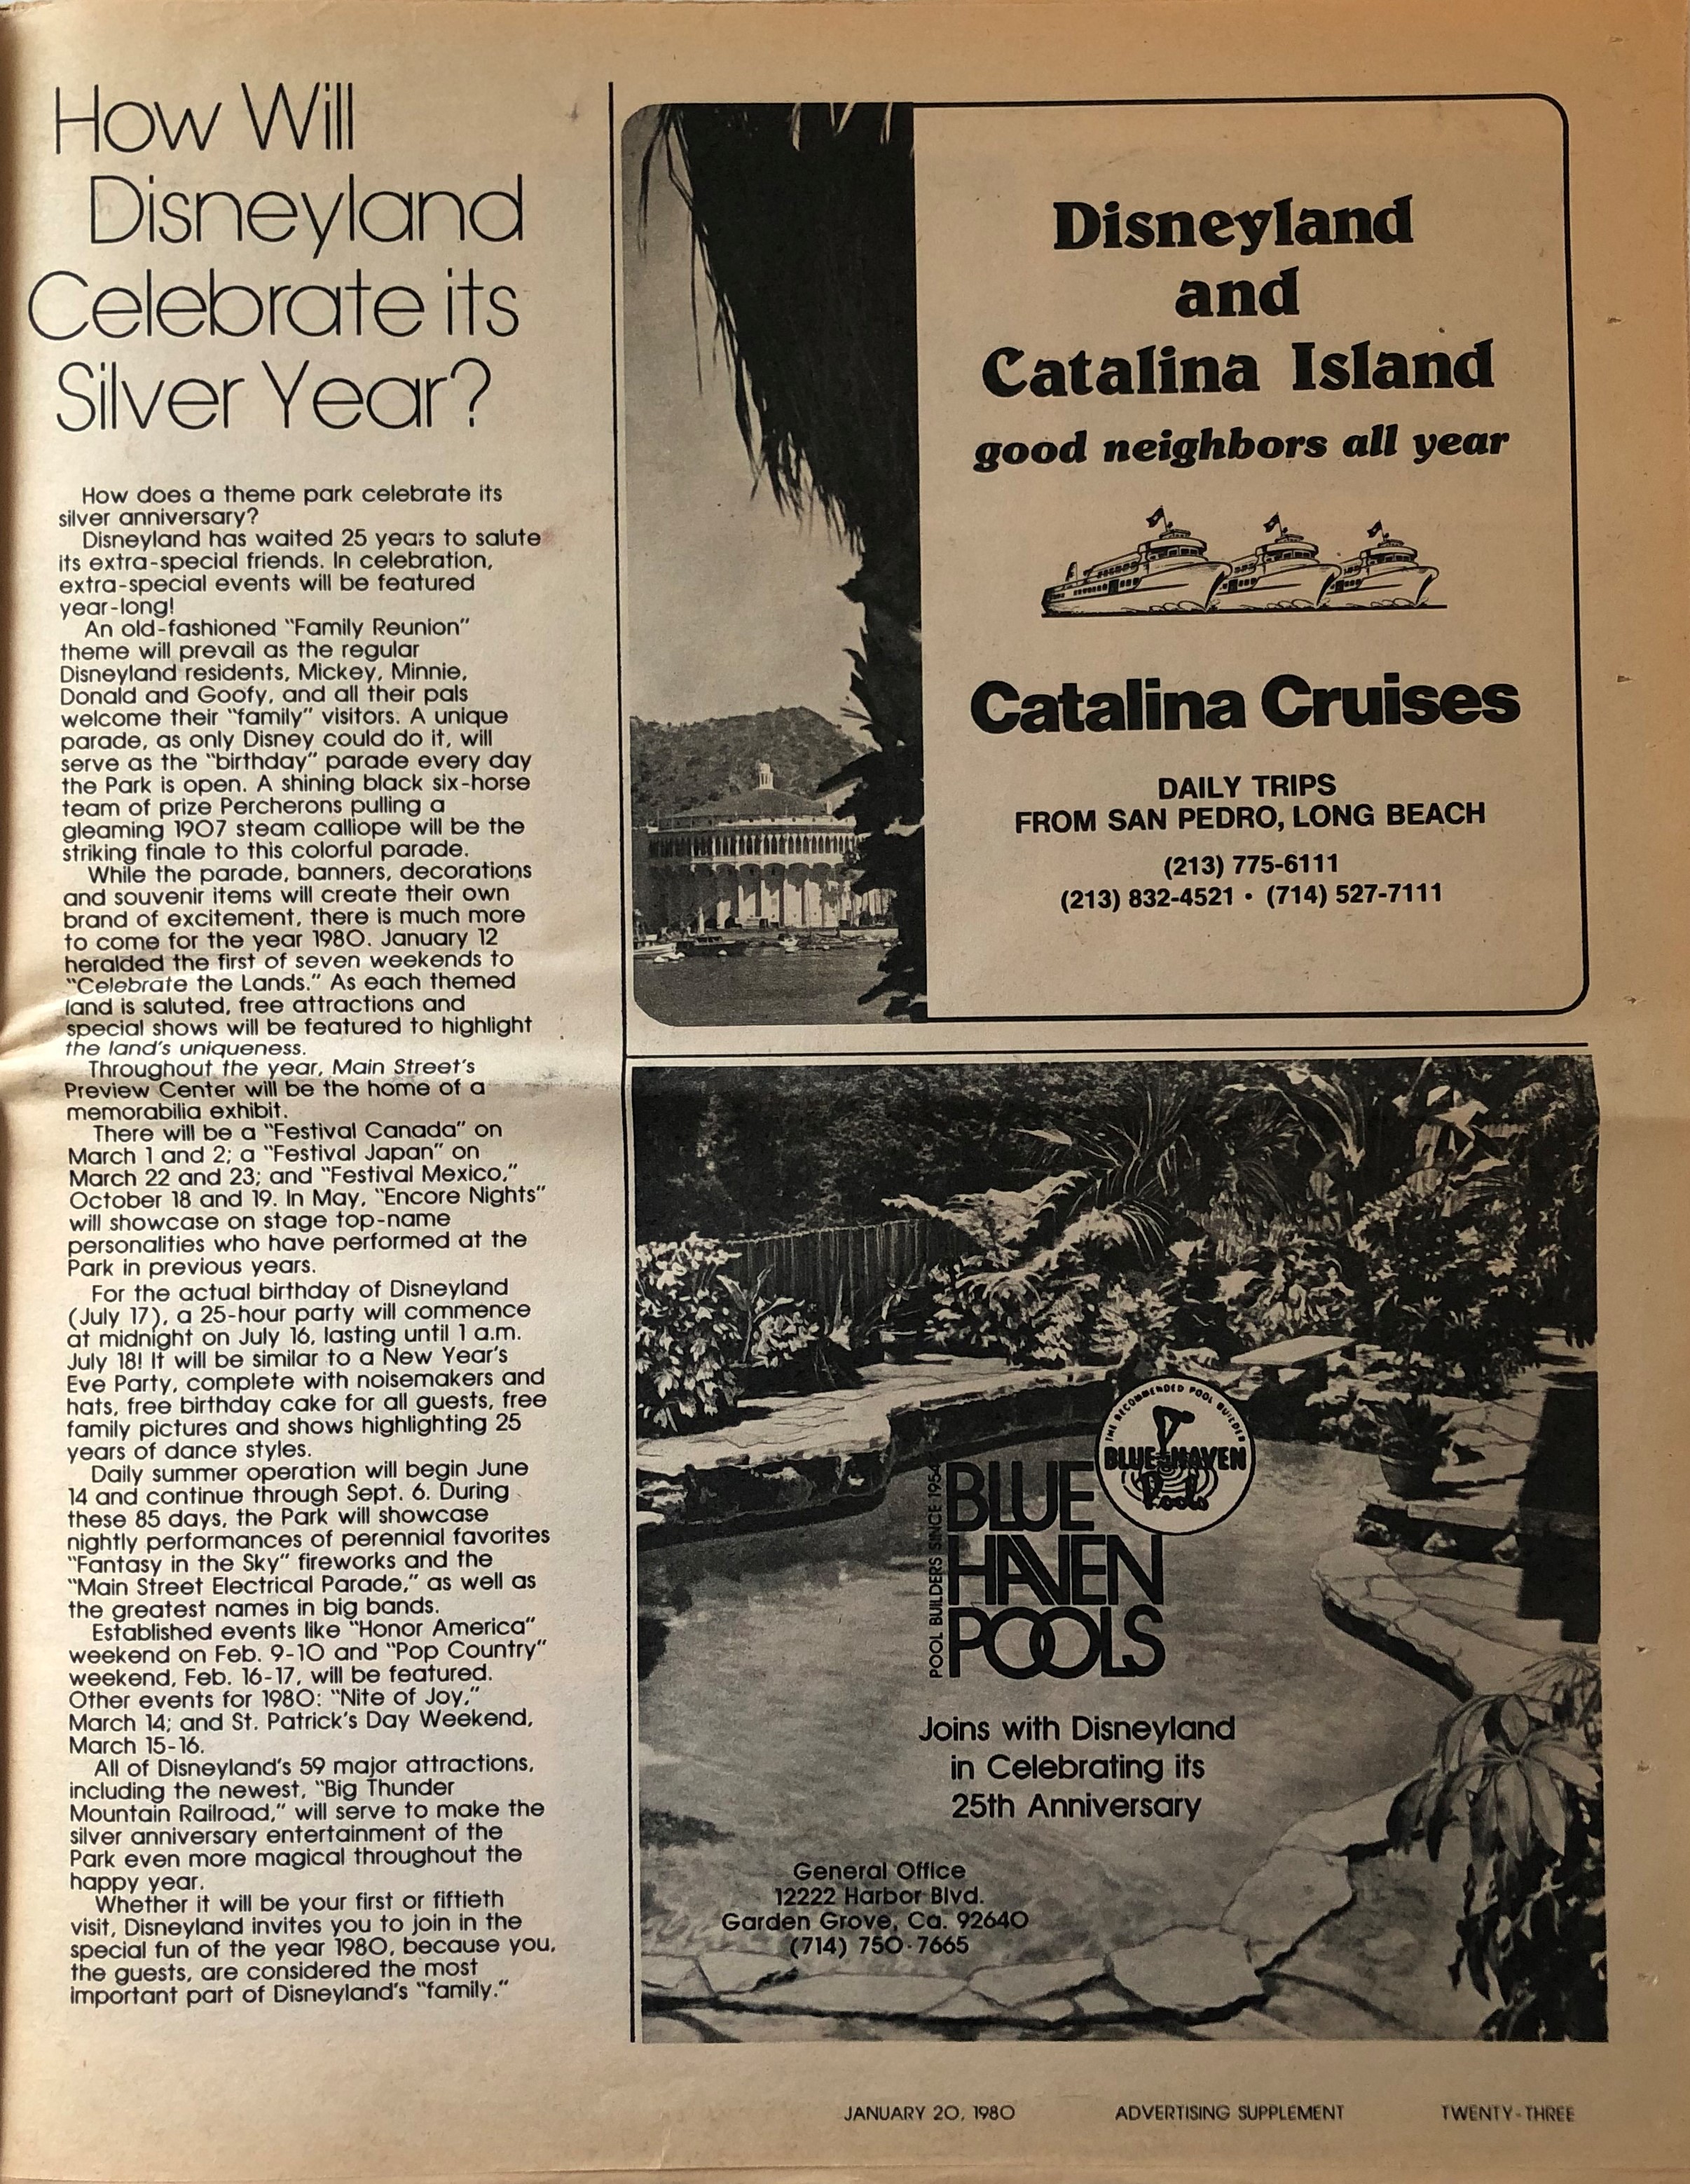 How Will
Disneyland
Celebrate its
Silver Year?
How does a theme park celebrate its
silver anniversary?
Disneyland has waited 25 years to salute
its extra-special friends. In celebration,
extra-special events will be featured
year-long!
An old-fashioned "Family Reunion"
theme will prevail as the regular
Disneyland residents, Mickey, Minnie,
Donald and Goofy, and all their pals
welcome their "family" visitors. A unique
parade, as only Disney could do it, will
serve as the "birthday" parade every day
the Park is open. A shining black six-horse
team of prize Percherons pulling a
gleaming 1907 steam calliope will be the
striking finale to this colorful parade.
While the parade, banners, decorations
and souvenir items will create their own
brand of excitement, there is much more
to come for the year 1980. January 12
heralded the first of seven weekends to
"Celebrate the Lands." As each themed
land is saluted, free attractions and
special shows will be featured to highlight
the land's uniqueness.
Throughout the year, Main Street's
Preview Center will be the home of a
memorabilia exhibit.
There will be a "Festival Canada" on
March 1 and 2; a "Festival Japan" on
March 22 and 23; and "Festival Mexico,"
October 18 and 19. In May, "Encore Nights"
will showcase on stage top-name
personalities who have performed at the
Park in previous years.
For the actual birthday of Disneyland
(July 17), a 25-hour party will commence
at midnight on July 16, lasting until 1 a.m.
July 18! It will be similar to a New Year's
Eve Party, complete with noisemakers and
hats, free birthday cake for all guests, free
family pictures and shows highlighting 25
years of dance styles.
Daily summer operation will begin June
14 and continue through Sept. 6. During
these 85 days, the Park will showcase
nightly performances of perennial favorites
"Fantasy in the Sky" fireworks and the
"Main Street Electrical Parade," as well as
the greatest names in big bands.
Established events like "Honor America"
weekend on Feb. 9-10 and "Pop Country"
weekend, Feb. 16-17, will be featured.
Other events for 1980: "Nite of Joy,"
March 14; and St. Patrick's Day Weekend,
March 15-16.
All of Disneyland's 59 major attractions,
including the newest, "Big Thunder
Mountain Railroad," will serve to make the
silver anniversary entertainment of the
Park even more magical throughout the
happy year.
Whether it will be your first or fiftieth
visit, Disneyland invites you to join in the
special fun of the year 1980, because you,
the guests, are considered the most
important part of Disneyland's "family."
Disneyland
and
Catalina Island
good neighbors all year
Catalina Cruises
DAILY TRIPS
FROM SAN PEDRO, LONG BEACH
(213) 775-6111
(213) 832-4521 • (714) 527-7111
THE RECOMMENDED POOL BUILDER
BLUE HAVEN
Pools
POOL BUILDERS SINCE 1954
BLUE
HAVEN
POOLS
Joins with Disneyland
in Celebrating its
25th Anniversary
General Office
12222 Harbor Blvd.
Garden Grove, Ca. 92640
(714) 750-7665
JANUARY 20, 1980 ADVERTISING SUPPLEMENT TWENTY-THREE